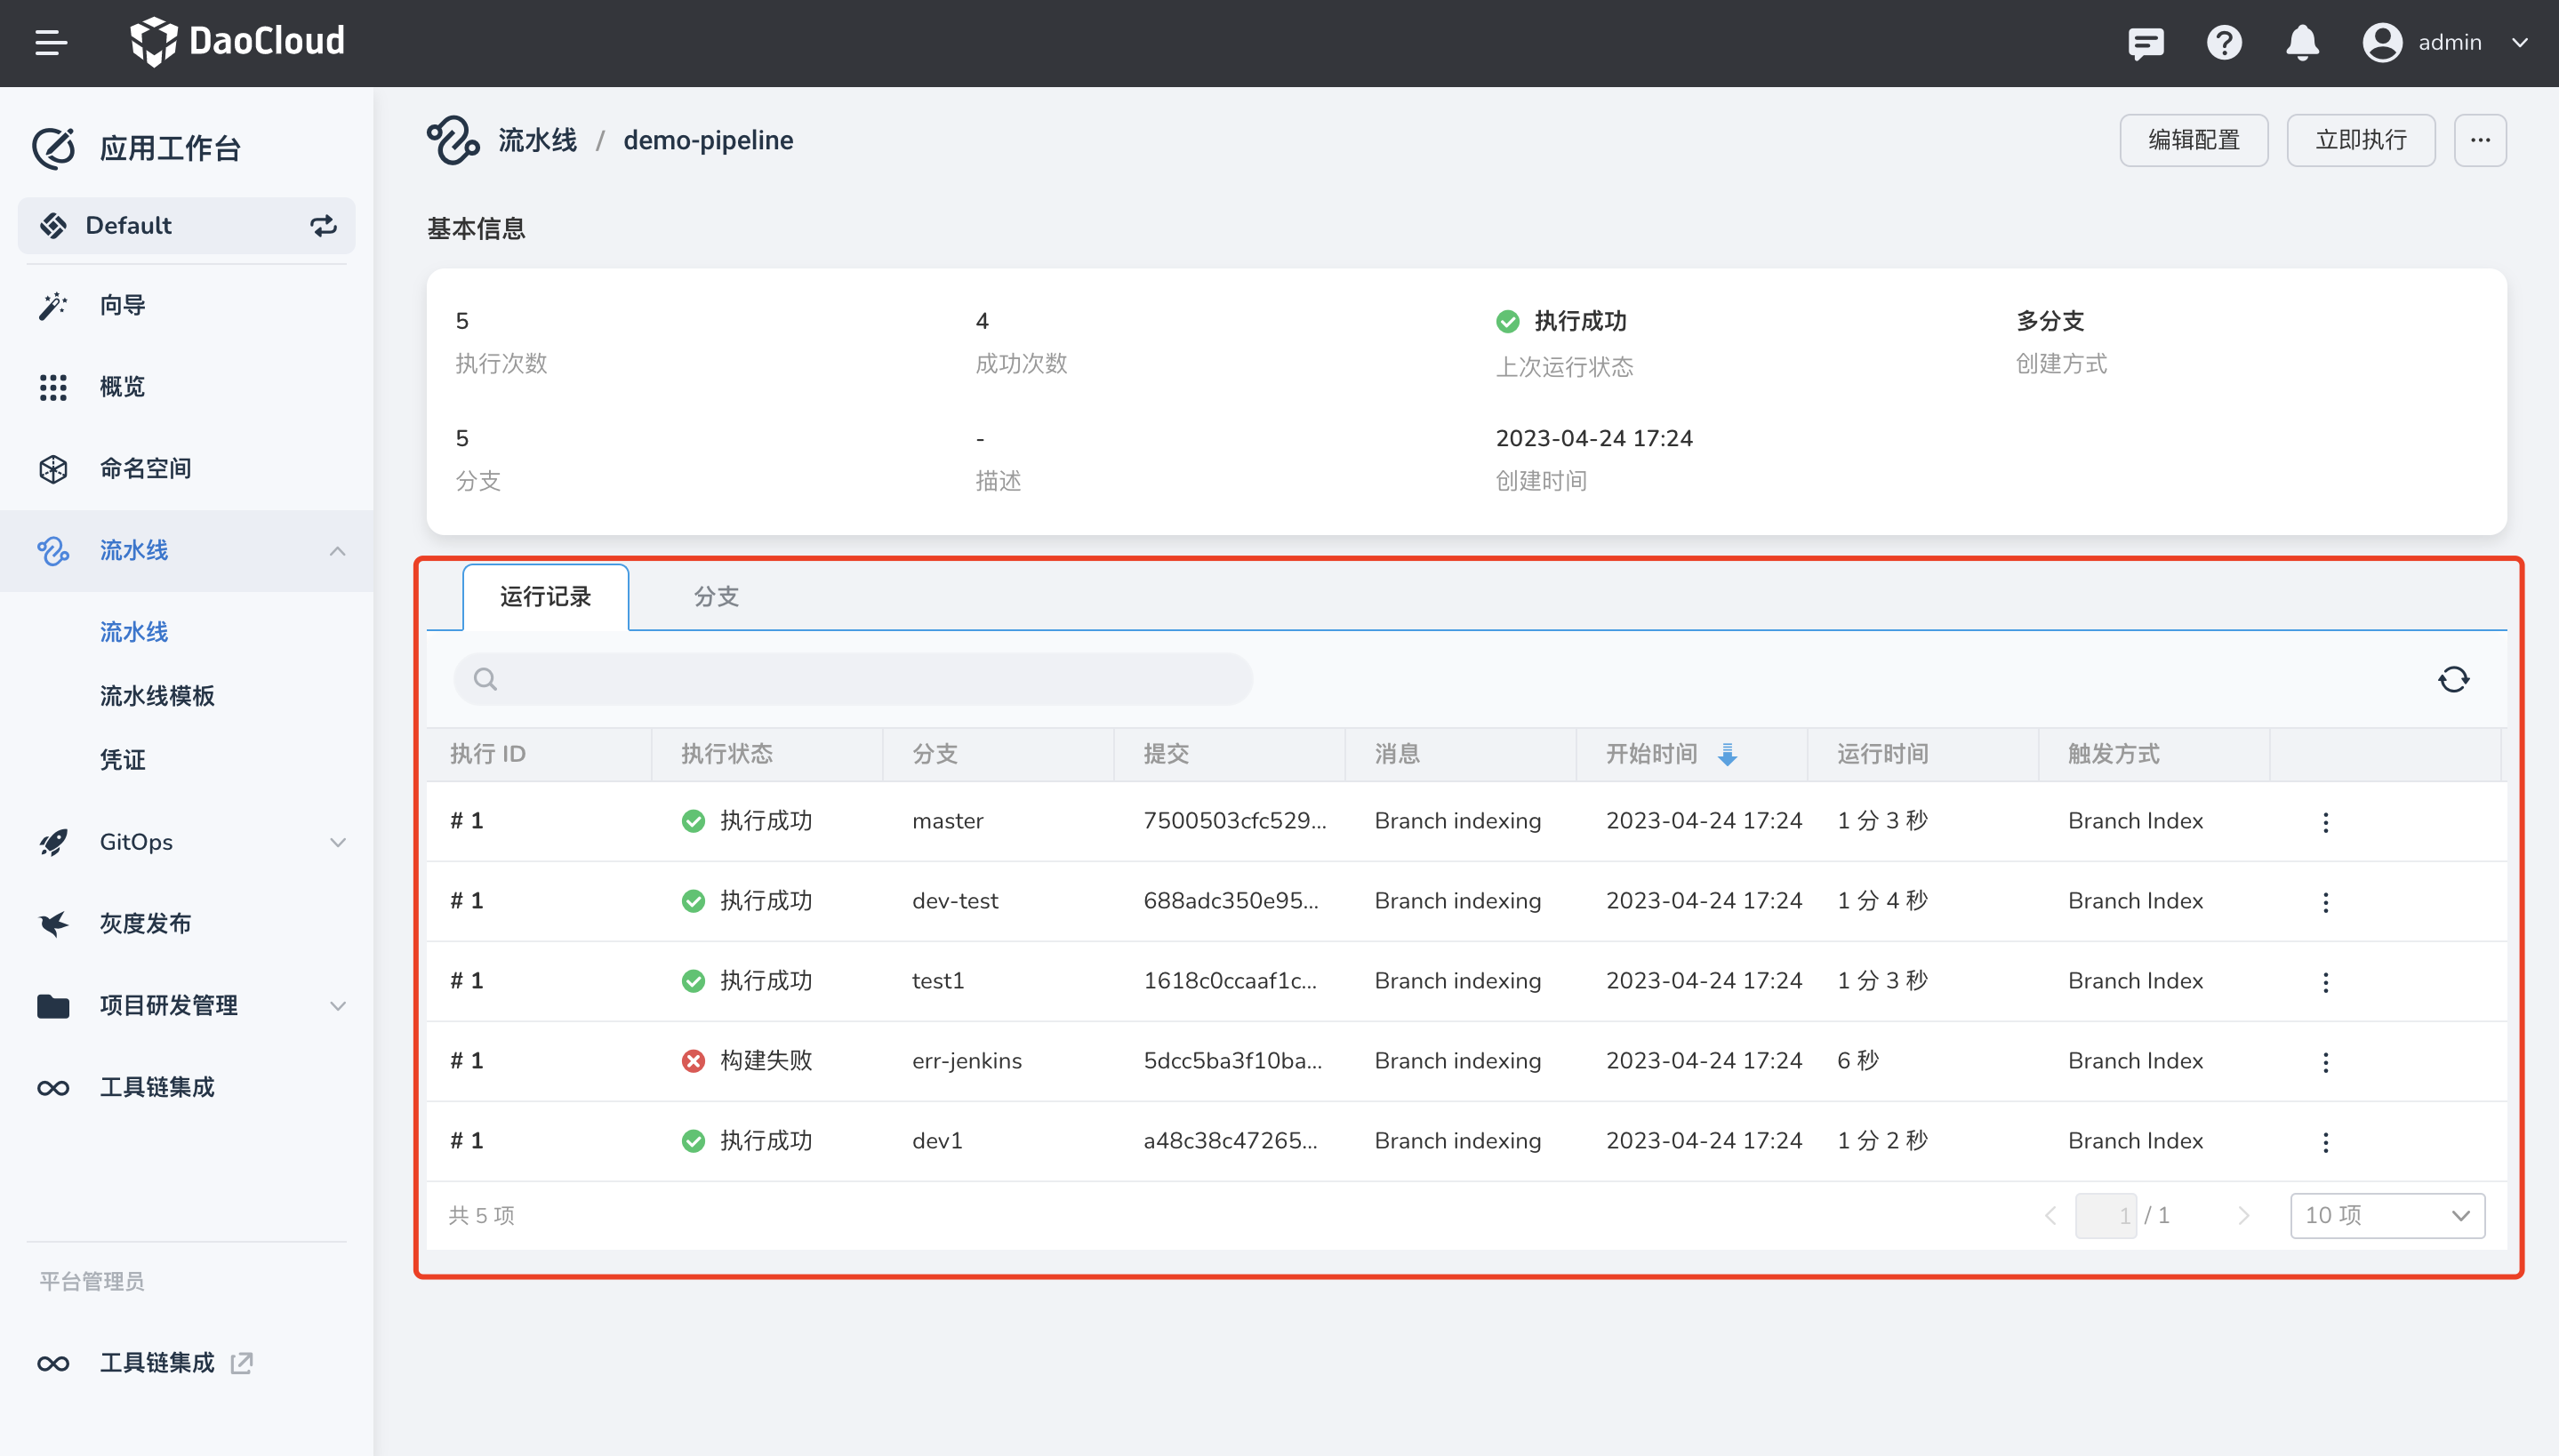 DaoCloud
admin
应用工作台
Default
向导
概览
命名空间
流水线
流水线
流水线模板
凭证
GitOps
灰度发布
项目研发管理
工具链集成
平台管理员
工具链集成
流水线 / demo-pipeline
编辑配置
立即执行
基本信息
5
执行次数
4
成功次数
执行成功
上次运行状态
多分支
创建方式
5
分支
-
描述
2023-04-24 17:24
创建时间
运行记录 分支
执行 ID 执行状态 分支 提交 消息 开始时间 运行时间 触发方式
# 1 执行成功 master 7500503cfc529... Branch indexing 2023-04-24 17:24 1 分 3 秒 Branch Index
# 1 执行成功 dev-test 688adc350e95... Branch indexing 2023-04-24 17:24 1 分 4 秒 Branch Index
# 1 执行成功 test1 1618c0ccaaf1c... Branch indexing 2023-04-24 17:24 1 分 3 秒 Branch Index
# 1 构建失败 err-jenkins 5dcc5ba3f10ba... Branch indexing 2023-04-24 17:24 6 秒 Branch Index
# 1 执行成功 dev1 a48c38c47265... Branch indexing 2023-04-24 17:24 1 分 2 秒 Branch Index
共 5 项 1 / 1 10 项